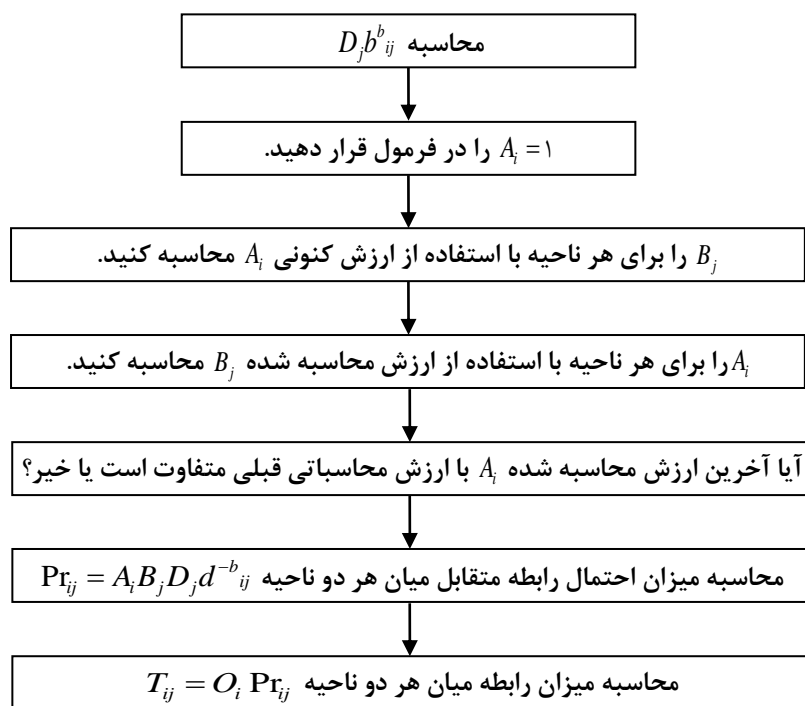 محاسبه D_j b^b_ij
A_i = ۱ را در فرمول قرار دهید.
B_j را برای هر ناحیه با استفاده از ارزش کنونی A_i محاسبه کنید.
A_i را برای هر ناحیه با استفاده از ارزش محاسبه شده B_j محاسبه کنید.
آیا آخرین ارزش محاسبه شده A_i با ارزش محاسباتی قبلی متفاوت است یا خیر؟
محاسبه میزان احتمال رابطه متقابل میان هر دو ناحیه Pr_ij = A_i B_j D_j d^-b_ij
محاسبه میزان رابطه میان هر دو ناحیه T_ij = O_i Pr_ij